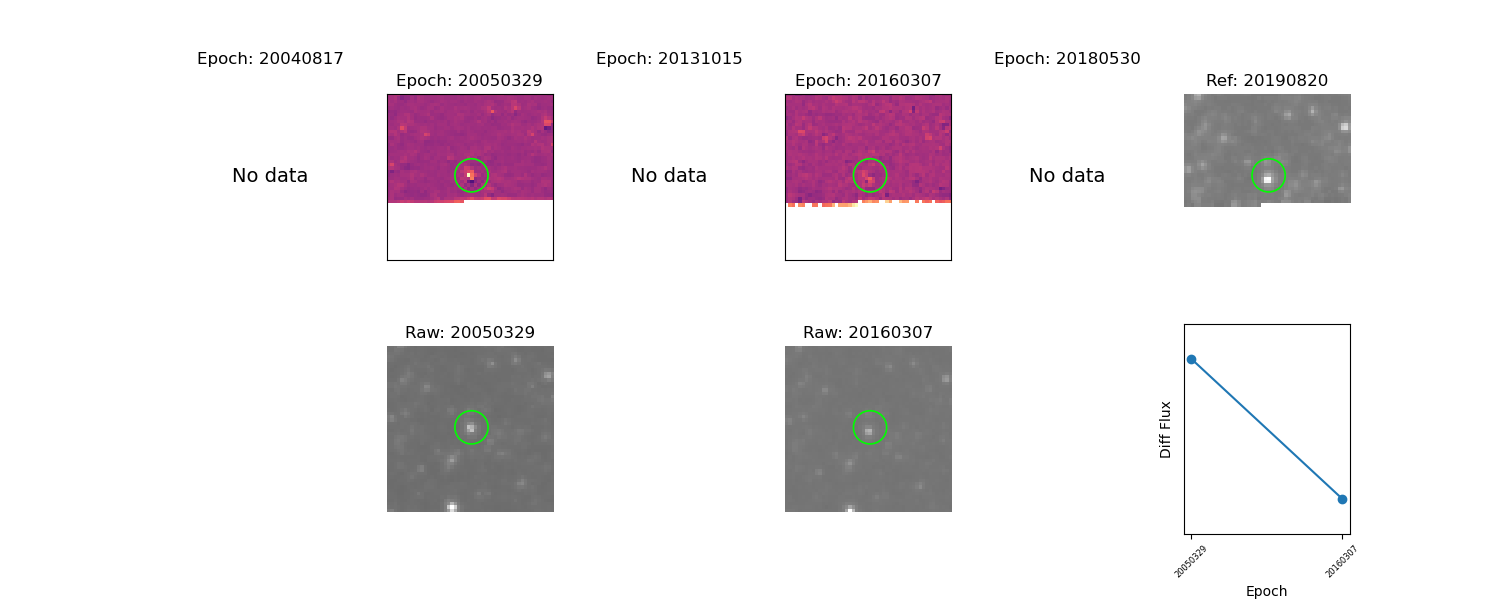 Epoch: 20040817
Epoch: 20131015
Epoch: 20180530
Epoch: 20050329
Epoch: 20160307
Ref: 20190820
No data
No data
No data
Raw: 20050329
Raw: 20160307
Diff Flux
20050329
20160307
Epoch